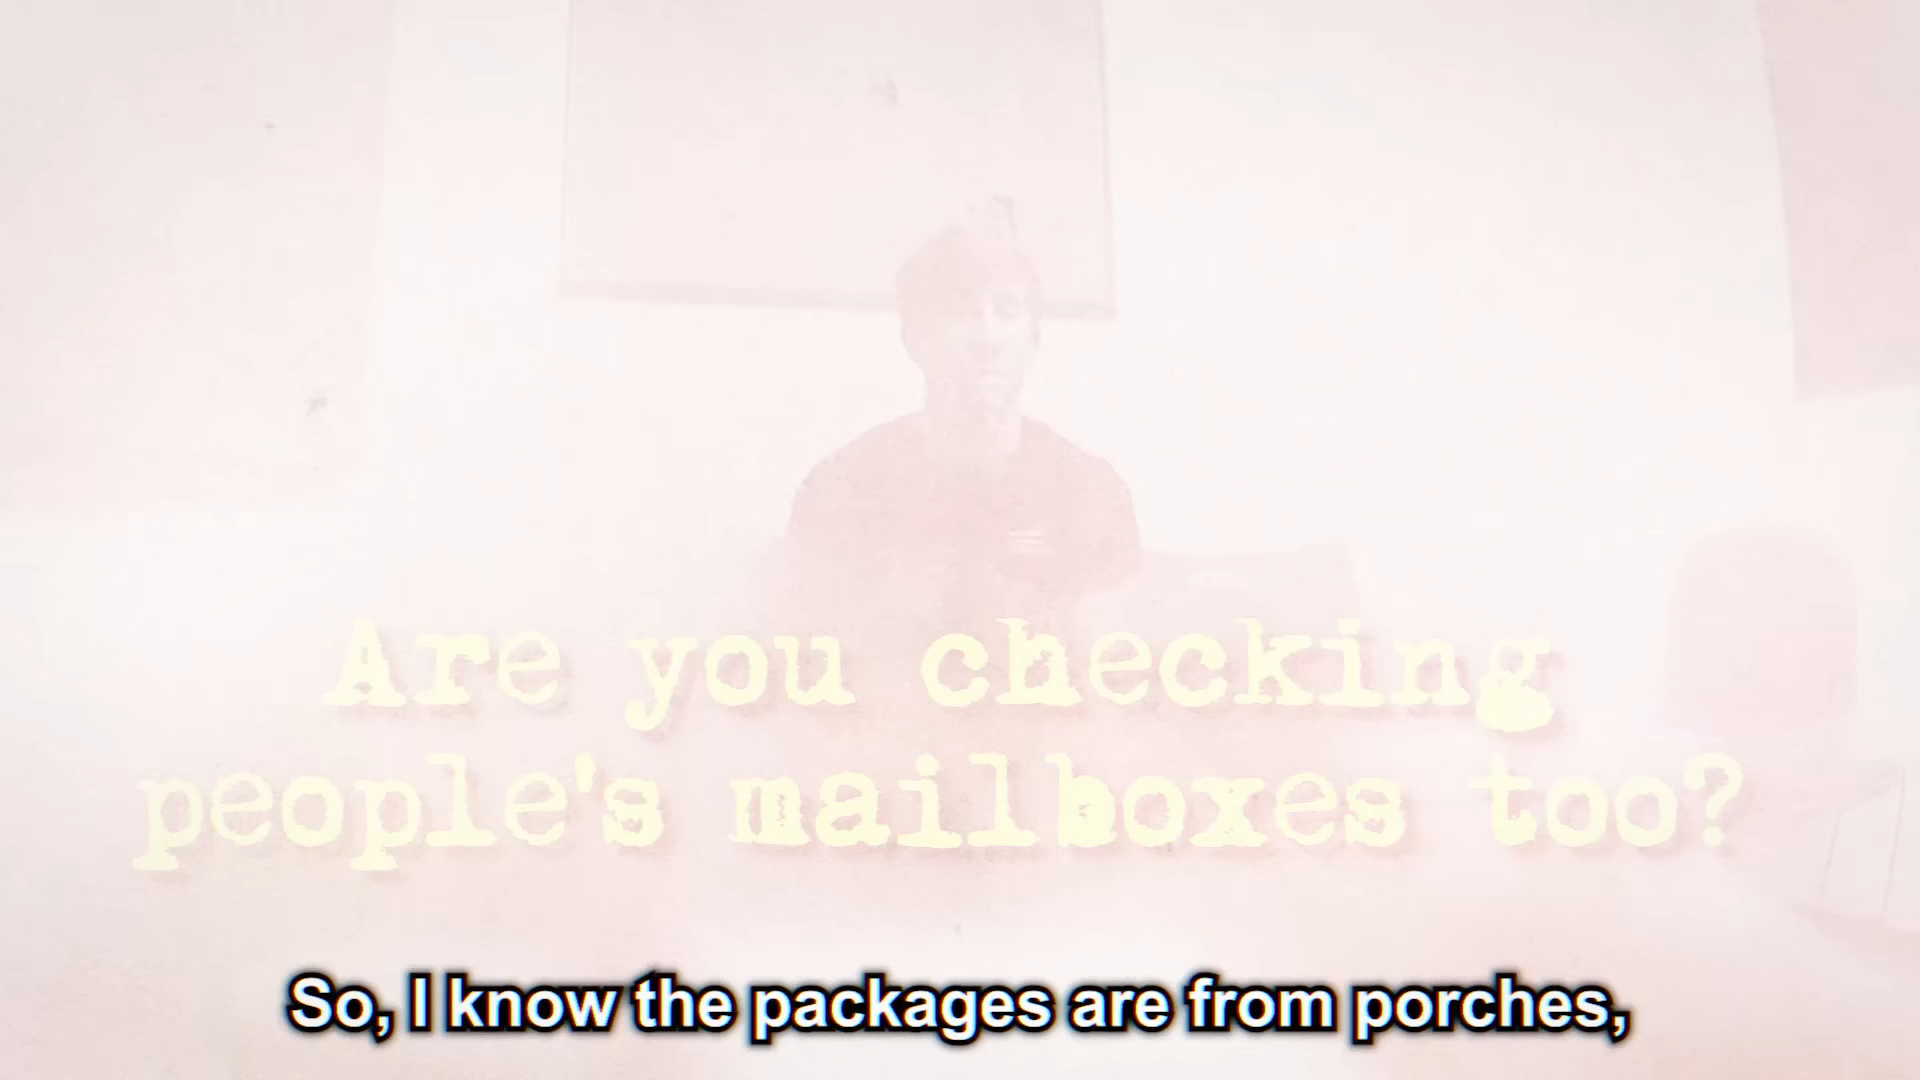 Are you checking
people's mailboxes too?
So, I know the packages are from porches,